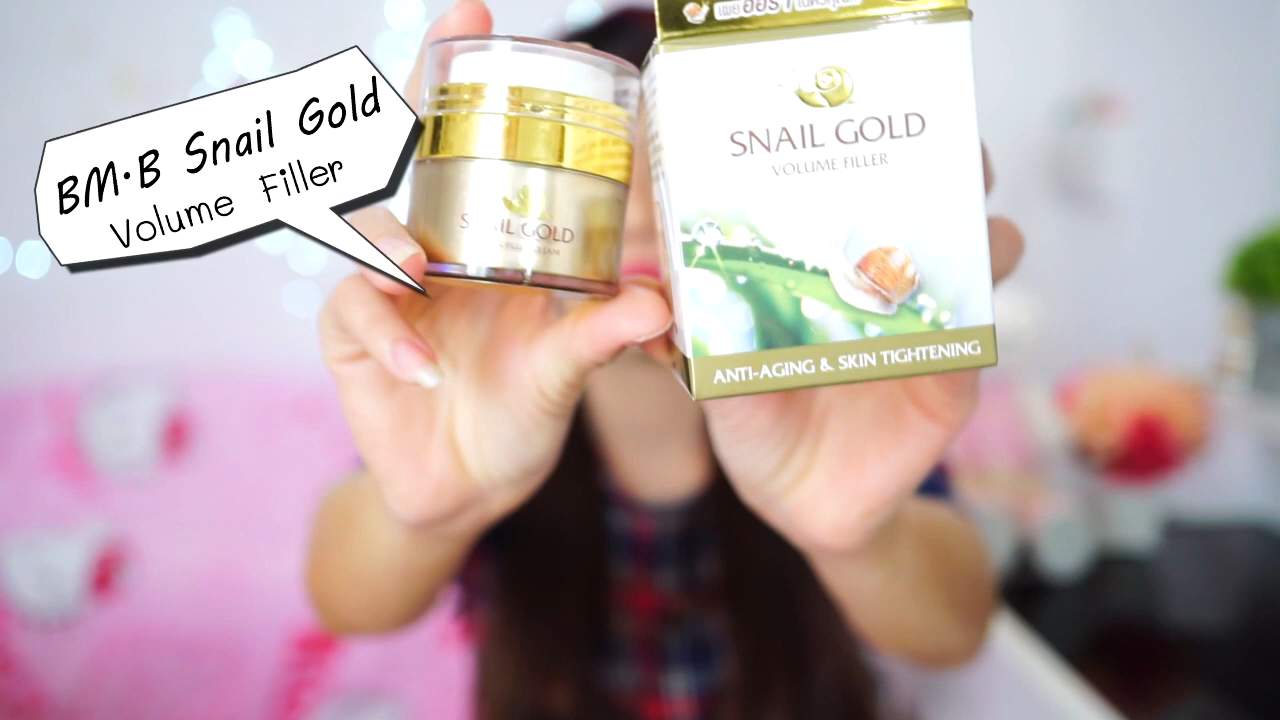 BM·B Snail Gold
Volume Filler
SNAIL GOLD
SNAIL GOLD
VOLUME FILLER
ANTI-AGING & SKIN TIGHTENING